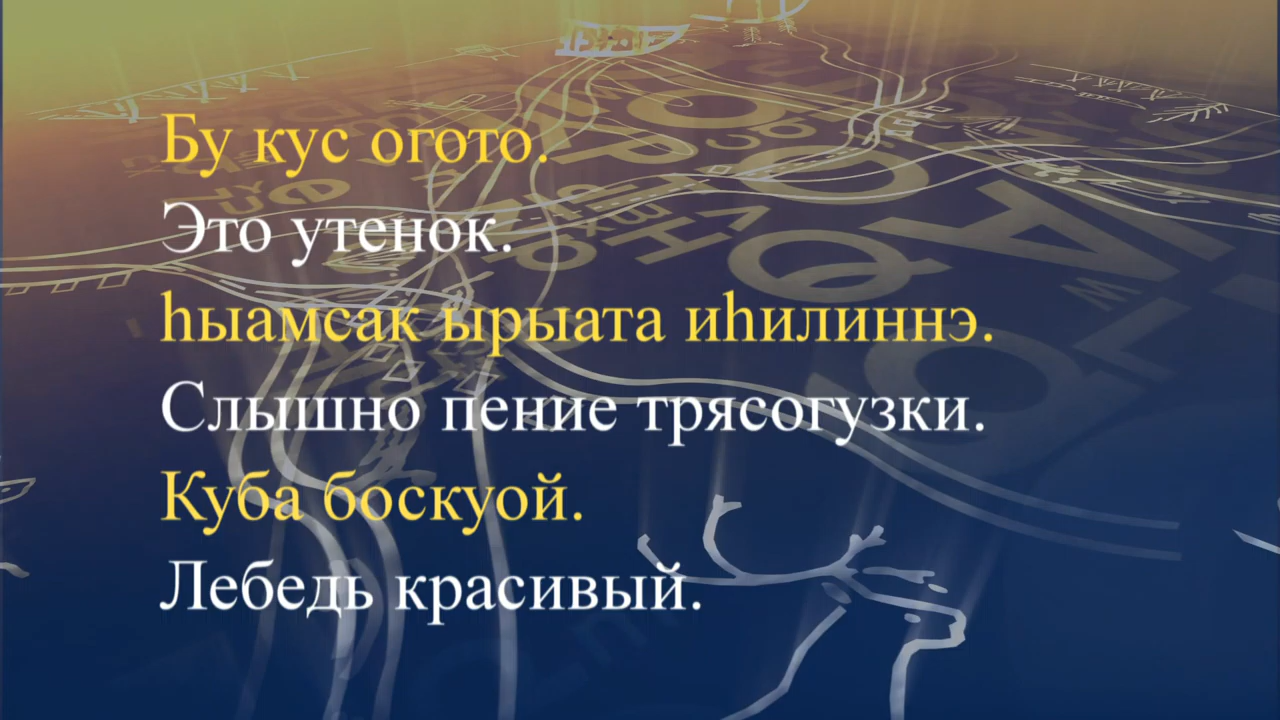 Бу кус огото.
Это утенок.
һыамсак ырыата иһилиннэ.
Слышно пение трясогузки.
Куба боскуой.
Лебедь красивый.